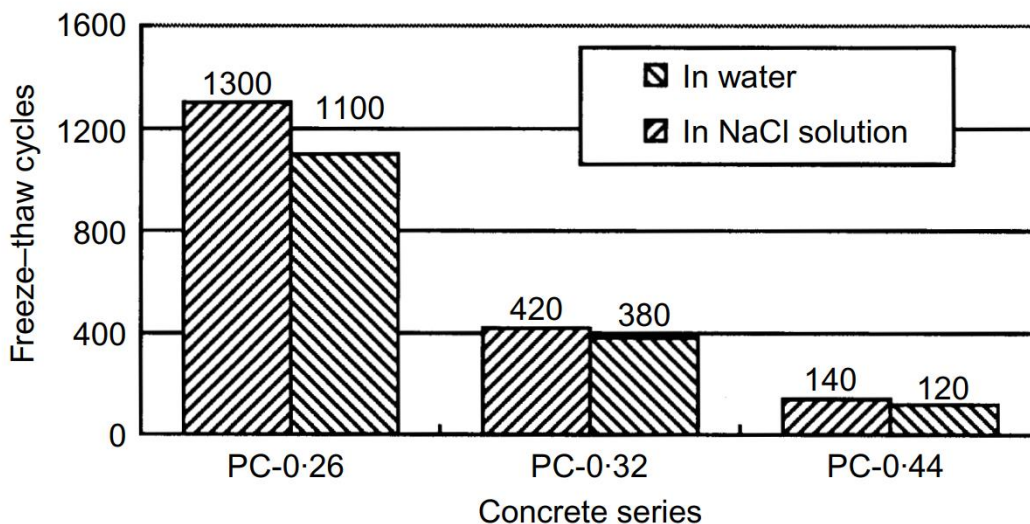 1600
1200
800
400
0
Freeze–thaw cycles
In water
In NaCl solution
1300
1100
420
380
140
120
PC-0·26
PC-0·32
PC-0·44
Concrete series